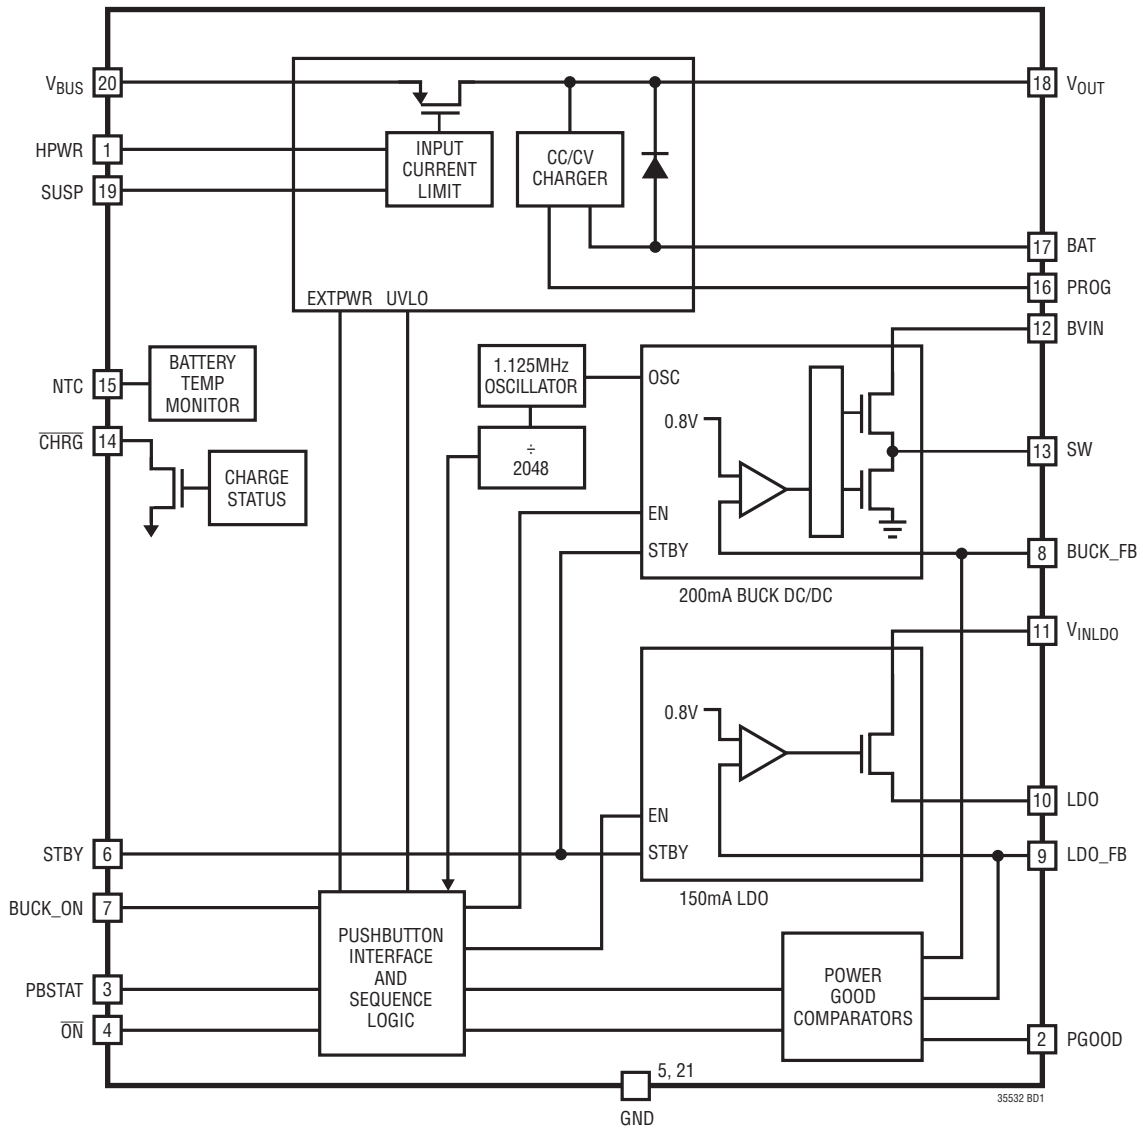 VBUS 20
18 VOUT
HPWR 1
SUSP 19
INPUT
CURRENT
LIMIT
CC/CV
CHARGER
17 BAT
16 PROG
EXTPWR UVLO
12 BVIN
NTC 15
BATTERY
TEMP
MONITOR
1.125MHz
OSCILLATOR
OSC
0.8V
÷
2048
CHRG 14
CHARGE
STATUS
13 SW
EN
STBY
8 BUCK_FB
200mA BUCK DC/DC
11 VINLDO
0.8V
10 LDO
EN
STBY 6
STBY
9 LDO_FB
150mA LDO
BUCK_ON 7
PUSHBUTTON
INTERFACE
AND
SEQUENCE
LOGIC
PBSTAT 3
ON 4
POWER
GOOD
COMPARATORS
2 PGOOD
5, 21
GND
35532 BD1